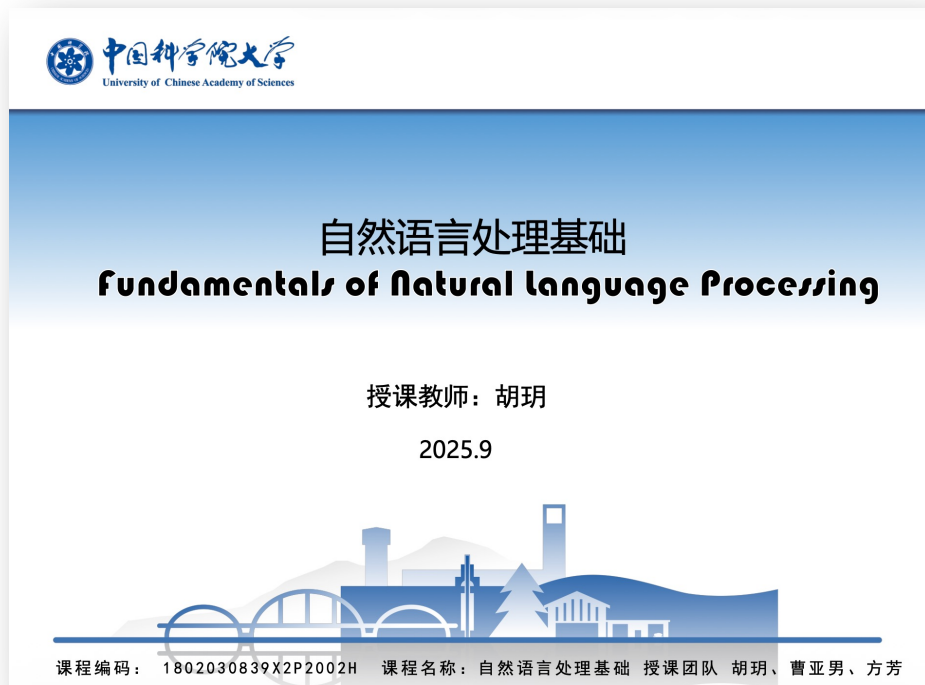 中国科学院大学
University of Chinese Academy of Sciences
自然语言处理基础
Fundamentals of Natural Language Processing
授课教师：胡玥
2025.9
课程编码： 1802030839X2P2002H 课程名称：自然语言处理基础 授课团队 胡玥、曹亚男、方芳